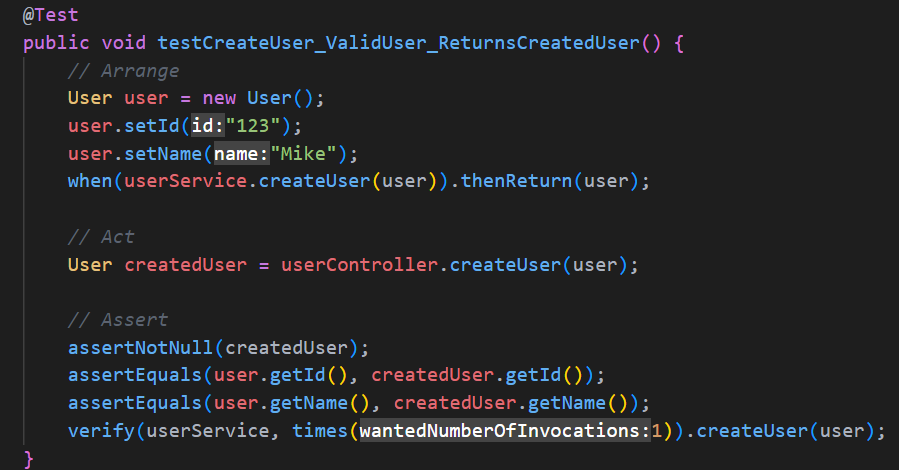 @Test
public void testCreateUser_ValidUser_ReturnsCreatedUser() {
// Arrange
User user = new User();
user.setId(id:"123");
user.setName(name:"Mike");
when(userService.createUser(user)).thenReturn(user);
// Act
User createdUser = userController.createUser(user);
// Assert
assertNotNull(createdUser);
assertEquals(user.getId(), createdUser.getId());
assertEquals(user.getName(), createdUser.getName());
verify(userService, times(wantedNumberOfInvocations:1)).createUser(user);
}